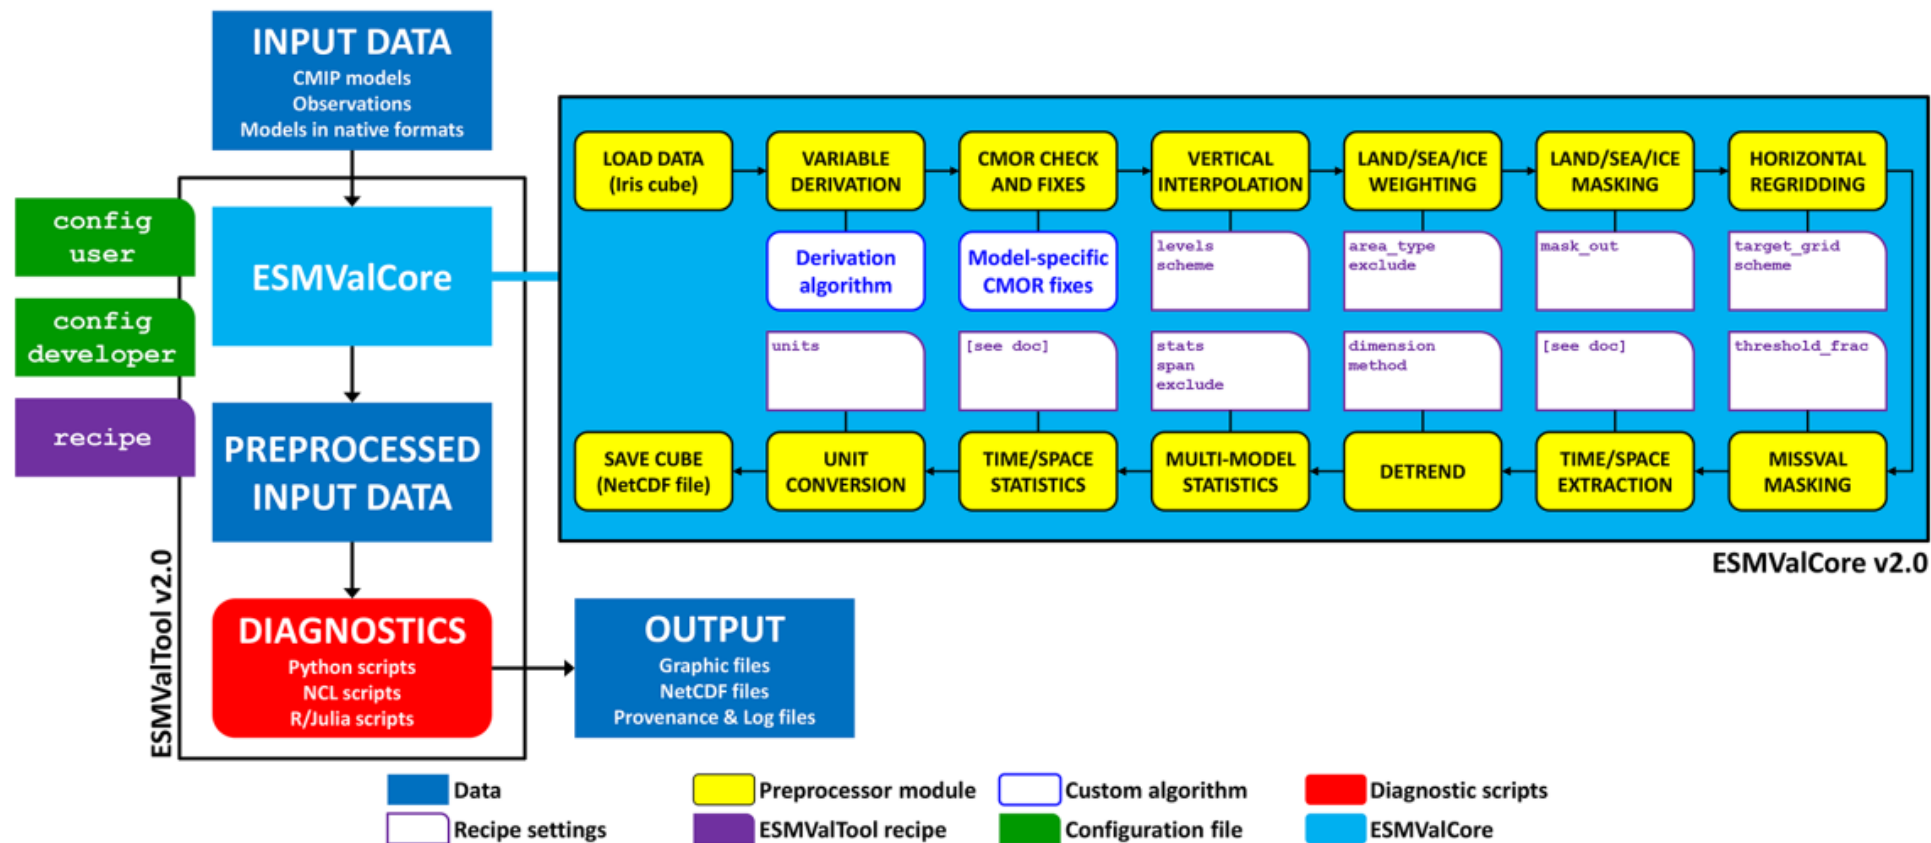 INPUT DATA
CMIP models
Observations
Models in native formats
config
user
config
developer
recipe
ESMValCore
PREPROCESSED
INPUT DATA
DIAGNOSTICS
Python scripts
NCL scripts
R/Julia scripts
ESMValTool v2.0
OUTPUT
Graphic files
NetCDF files
Provenance & Log files
LOAD DATA
(Iris cube)
VARIABLE
DERIVATION
CMOR CHECK
AND FIXES
VERTICAL
INTERPOLATION
LAND/SEA/ICE
WEIGHTING
LAND/SEA/ICE
MASKING
HORIZONTAL
REGRIDDING
Derivation
algorithm
Model-specific
CMOR fixes
levels
scheme
area_type
exclude
mask_out
target_grid
scheme
units
[see doc]
stats
span
exclude
dimension
method
[see doc]
threshold_frac
SAVE CUBE
(NetCDF file)
UNIT
CONVERSION
TIME/SPACE
STATISTICS
MULTI-MODEL
STATISTICS
DETREND
TIME/SPACE
EXTRACTION
MISSVAL
MASKING
ESMValCore v2.0
Data
Preprocessor module
Custom algorithm
Diagnostic scripts
Recipe settings
ESMValTool recipe
Configuration file
ESMValCore